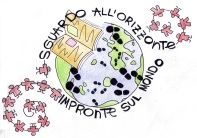 SGUARDO ALL'ORIZZONTE
IMPRONTE SUL MONDO